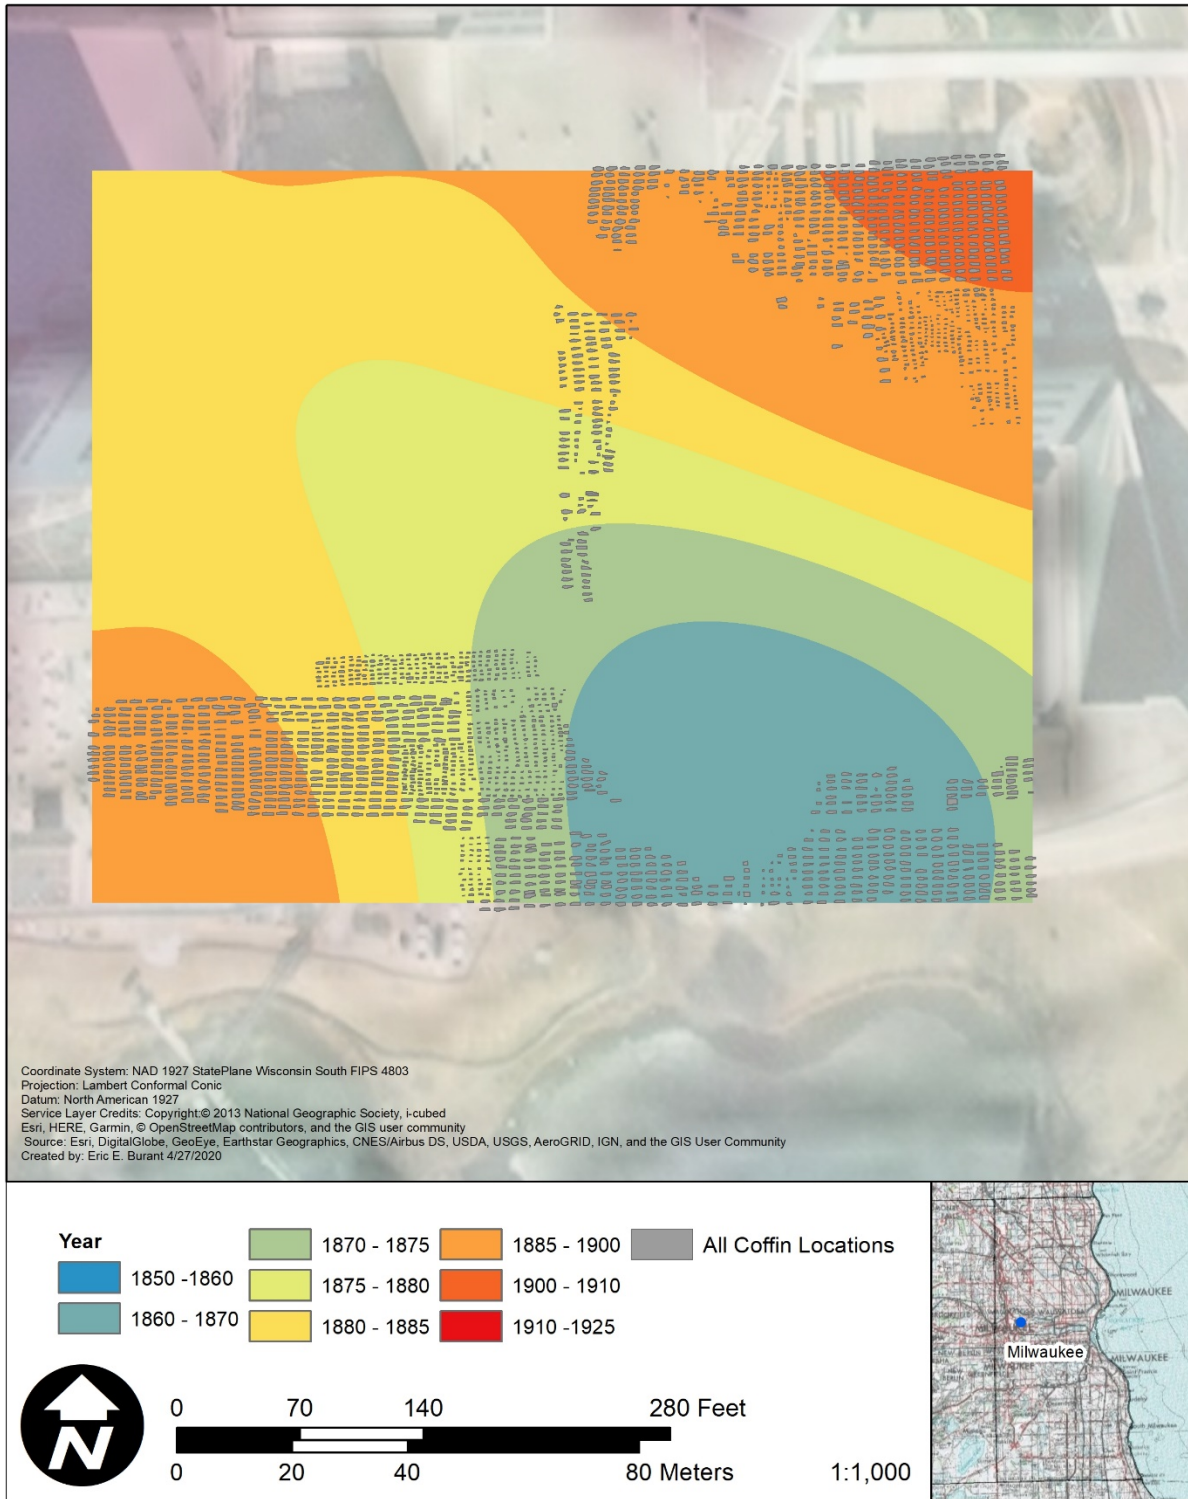 Coordinate System: NAD 1927 StatePlane Wisconsin South FIPS 4803
Projection: Lambert Conformal Conic
Datum: North American 1927
Service Layer Credits: Copyright:© 2013 National Geographic Society, i-cubed
Esri, HERE, Garmin, © OpenStreetMap contributors, and the GIS user community
Source: Esri, DigitalGlobe, GeoEye, Earthstar Geographics, CNES/Airbus DS, USDA, USGS, AeroGRID, IGN, and the GIS User Community
Created by: Eric E. Burant 4/27/2020
Year
1850 -1860
1860 - 1870
1870 - 1875
1875 - 1880
1880 - 1885
1885 - 1900
1900 - 1910
1910 -1925
All Coffin Locations
N
0 70 140 280 Feet
0 20 40 80 Meters
1:1,000
MILWAUKEE
Milwaukee
MILWAUKEE